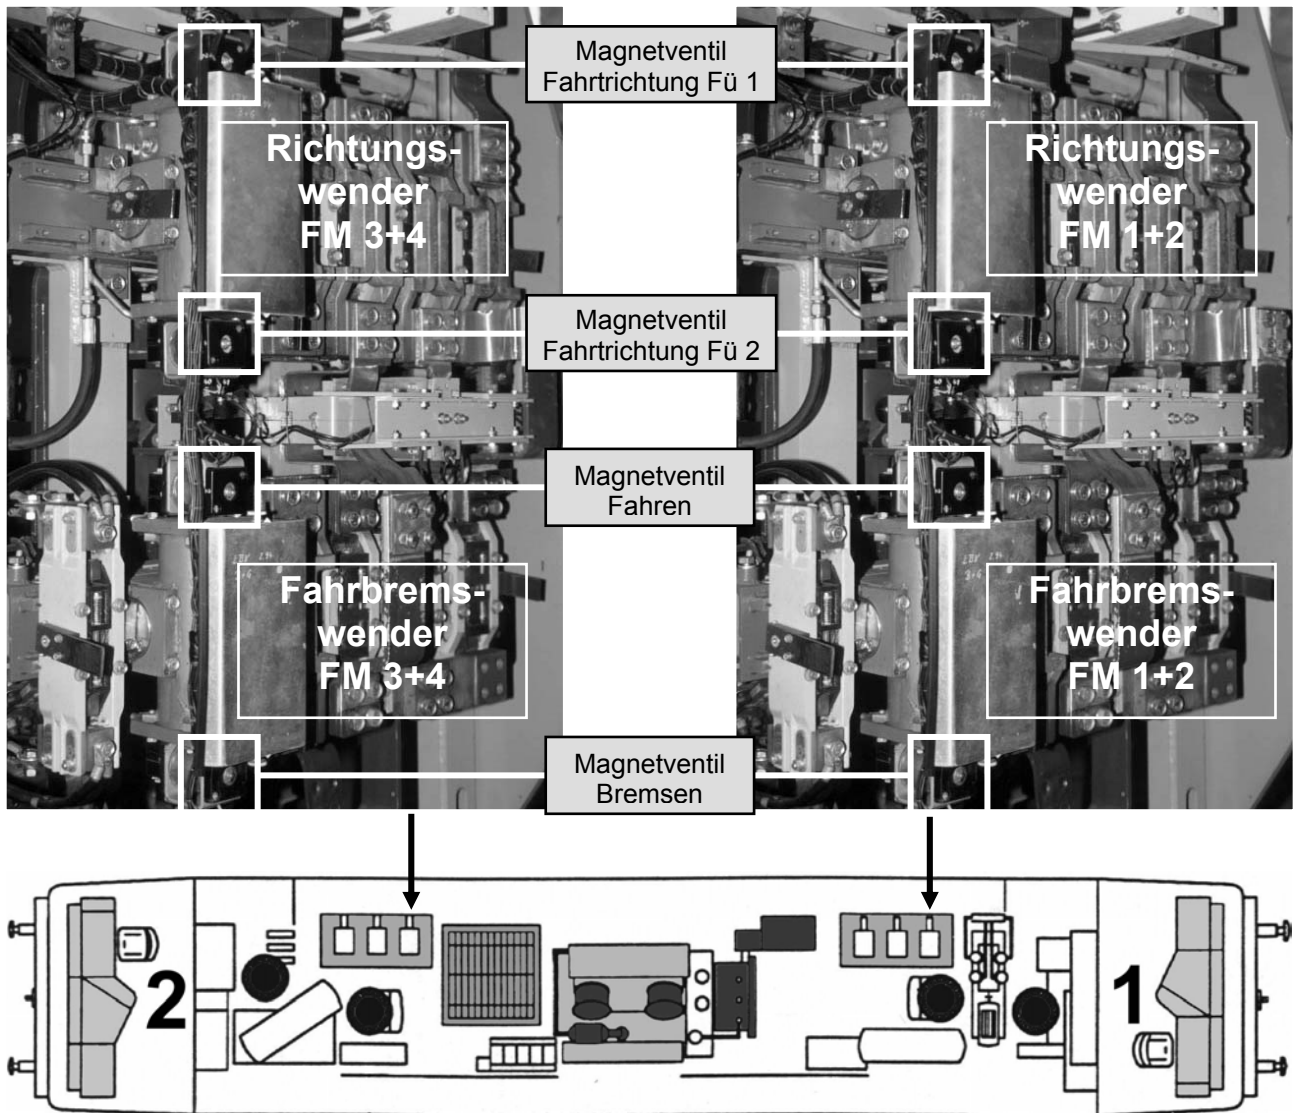 Magnetventil
Fahrtrichtung Fü 1
Richtungs-
wender
FM 3+4
Richtungs-
wender
FM 1+2
Magnetventil
Fahrtrichtung Fü 2
Magnetventil
Fahren
Fahrbrems-
wender
FM 3+4
Fahrbrems-
wender
FM 1+2
Magnetventil
Bremsen
2
1